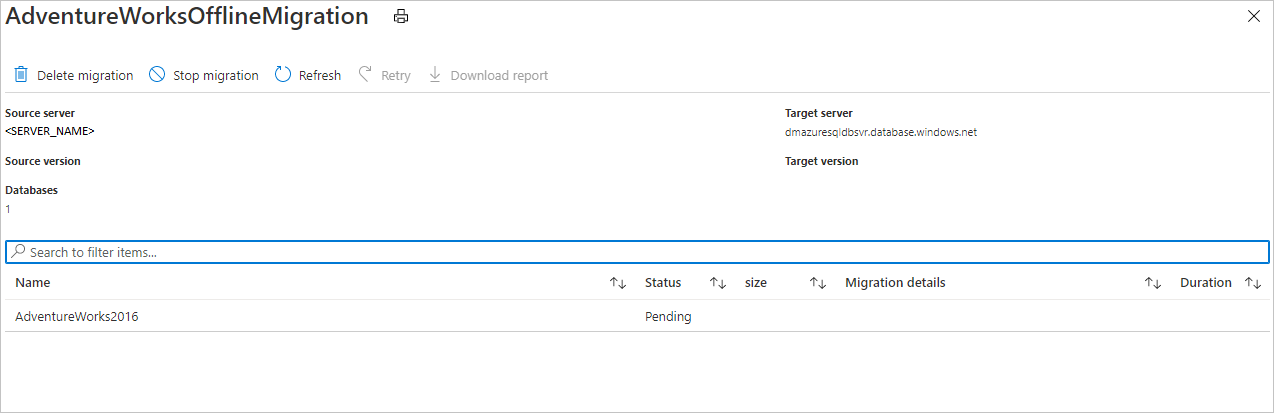 AdventureWorksOfflineMigration
Delete migration Stop migration Refresh Retry Download report
Source server Target server
<SERVER_NAME> dmazuresqldbsvr.database.windows.net
Source version Target version
Databases
1
Search to filter items...
Name Status size Migration details Duration
AdventureWorks2016 Pending